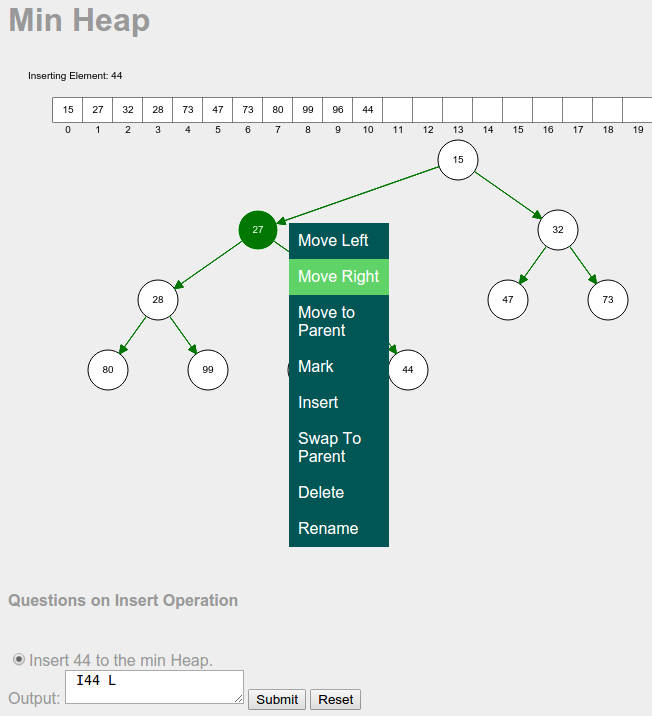 Min Heap
Inserting Element: 44
15 27 32 28 73 47 73 80 99 96 44
0 1 2 3 4 5 6 7 8 9 10 11 12 13 14 15 16 17 18 19
15
27
32
28
47
73
80
99
44
Move Left
Move Right
Move to
Parent
Mark
Insert
Swap To
Parent
Delete
Rename
Questions on Insert Operation
Insert 44 to the min Heap.
Output: I44 L Submit Reset